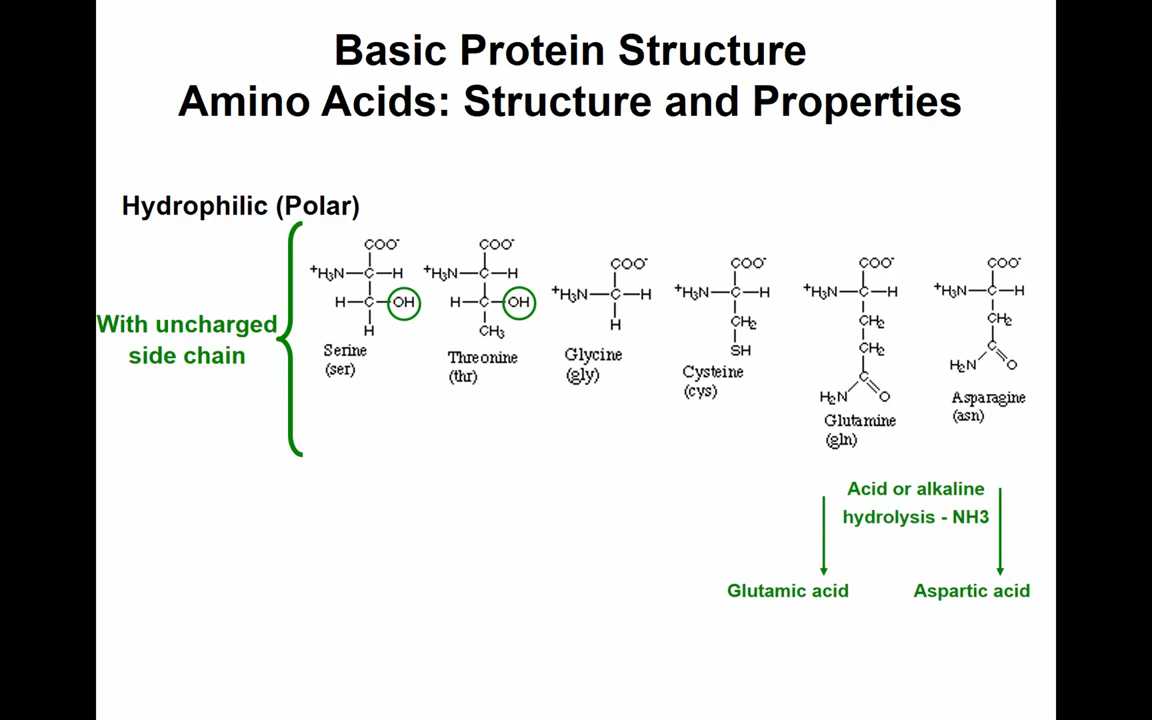 Basic Protein Structure
Amino Acids: Structure and Properties
Hydrophilic (Polar)
With uncharged
side chain
COO-
+H3N-C-H
H-C-OH
H
Serine
(ser)
COO-
+H3N-C-H
H-C-OH
CH3
Threonine
(thr)
COO-
+H3N-C-H
H
Glycine
(gly)
COO-
+H3N-C-H
CH2
SH
Cysteine
(cys)
COO-
+H3N-C-H
CH2
CH2
C
H2N O
Glutamine
(gln)
COO-
+H3N-C-H
CH2
C
H2N O
Asparagine
(asn)
Acid or alkaline
hydrolysis - NH3
Glutamic acid
Aspartic acid